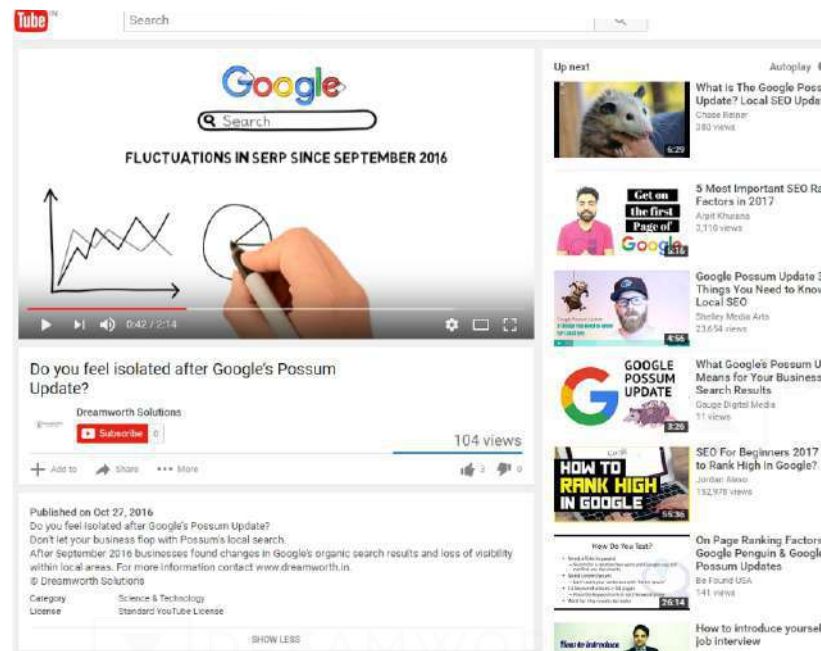 Tube IN
Search
Google
Search
FLUCTUATIONS IN SERP SINCE SEPTEMBER 2016
0:42 / 2:14
Do you feel isolated after Google's Possum
Update?
Dreamworth Solutions
Subscribe 0
104 views
Add to Share More
3 0
Published on Oct 27, 2016
Do you feel isolated after Google's Possum Update?
Don't let your business flop with Possum's local search.
After September 2016 businesses found changes in Google's organic search results and loss of visibility
within local areas. For more information contact www.dreamworth.in.
© Dreamworth Solutions
Category Science & Technology
License Standard YouTube License
SHOW LESS
Up next Autoplay
6:29
What Is The Google Poss
Update? Local SEO Upda
Chase Reiner
380 views
Get on
the first
Page of
Google
5:16
5 Most Important SEO Ra
Factors in 2017
Arpit Khurana
3,110 views
4:56
Google Possum Update 3
Things You Need to Know
Local SEO
Shelley Media Arts
23,654 views
GOOGLE
POSSUM
UPDATE
3:26
What Google's Possum U
Means for Your Business
Search Results
Gauge Digital Media
11 views
HOW TO
RANK HIGH
IN GOOGLE
55:36
SEO For Beginners 2017
to Rank High In Google?
152,978 views
How Do You Test?
26:14
On Page Ranking Factors
Google Penguin & Google
Possum Updates
Be Found USA
141 views
How to introduce
How to introduce yoursel
job interview